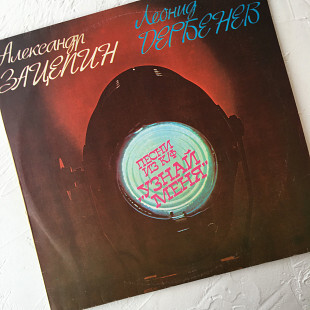 Александр
ЗАЦЕПИН
Леонид
ДЕРБЕНЕВ
ПЕСНИ
ИЗ К/Ф
"УЗНАЙ
МЕНЯ"